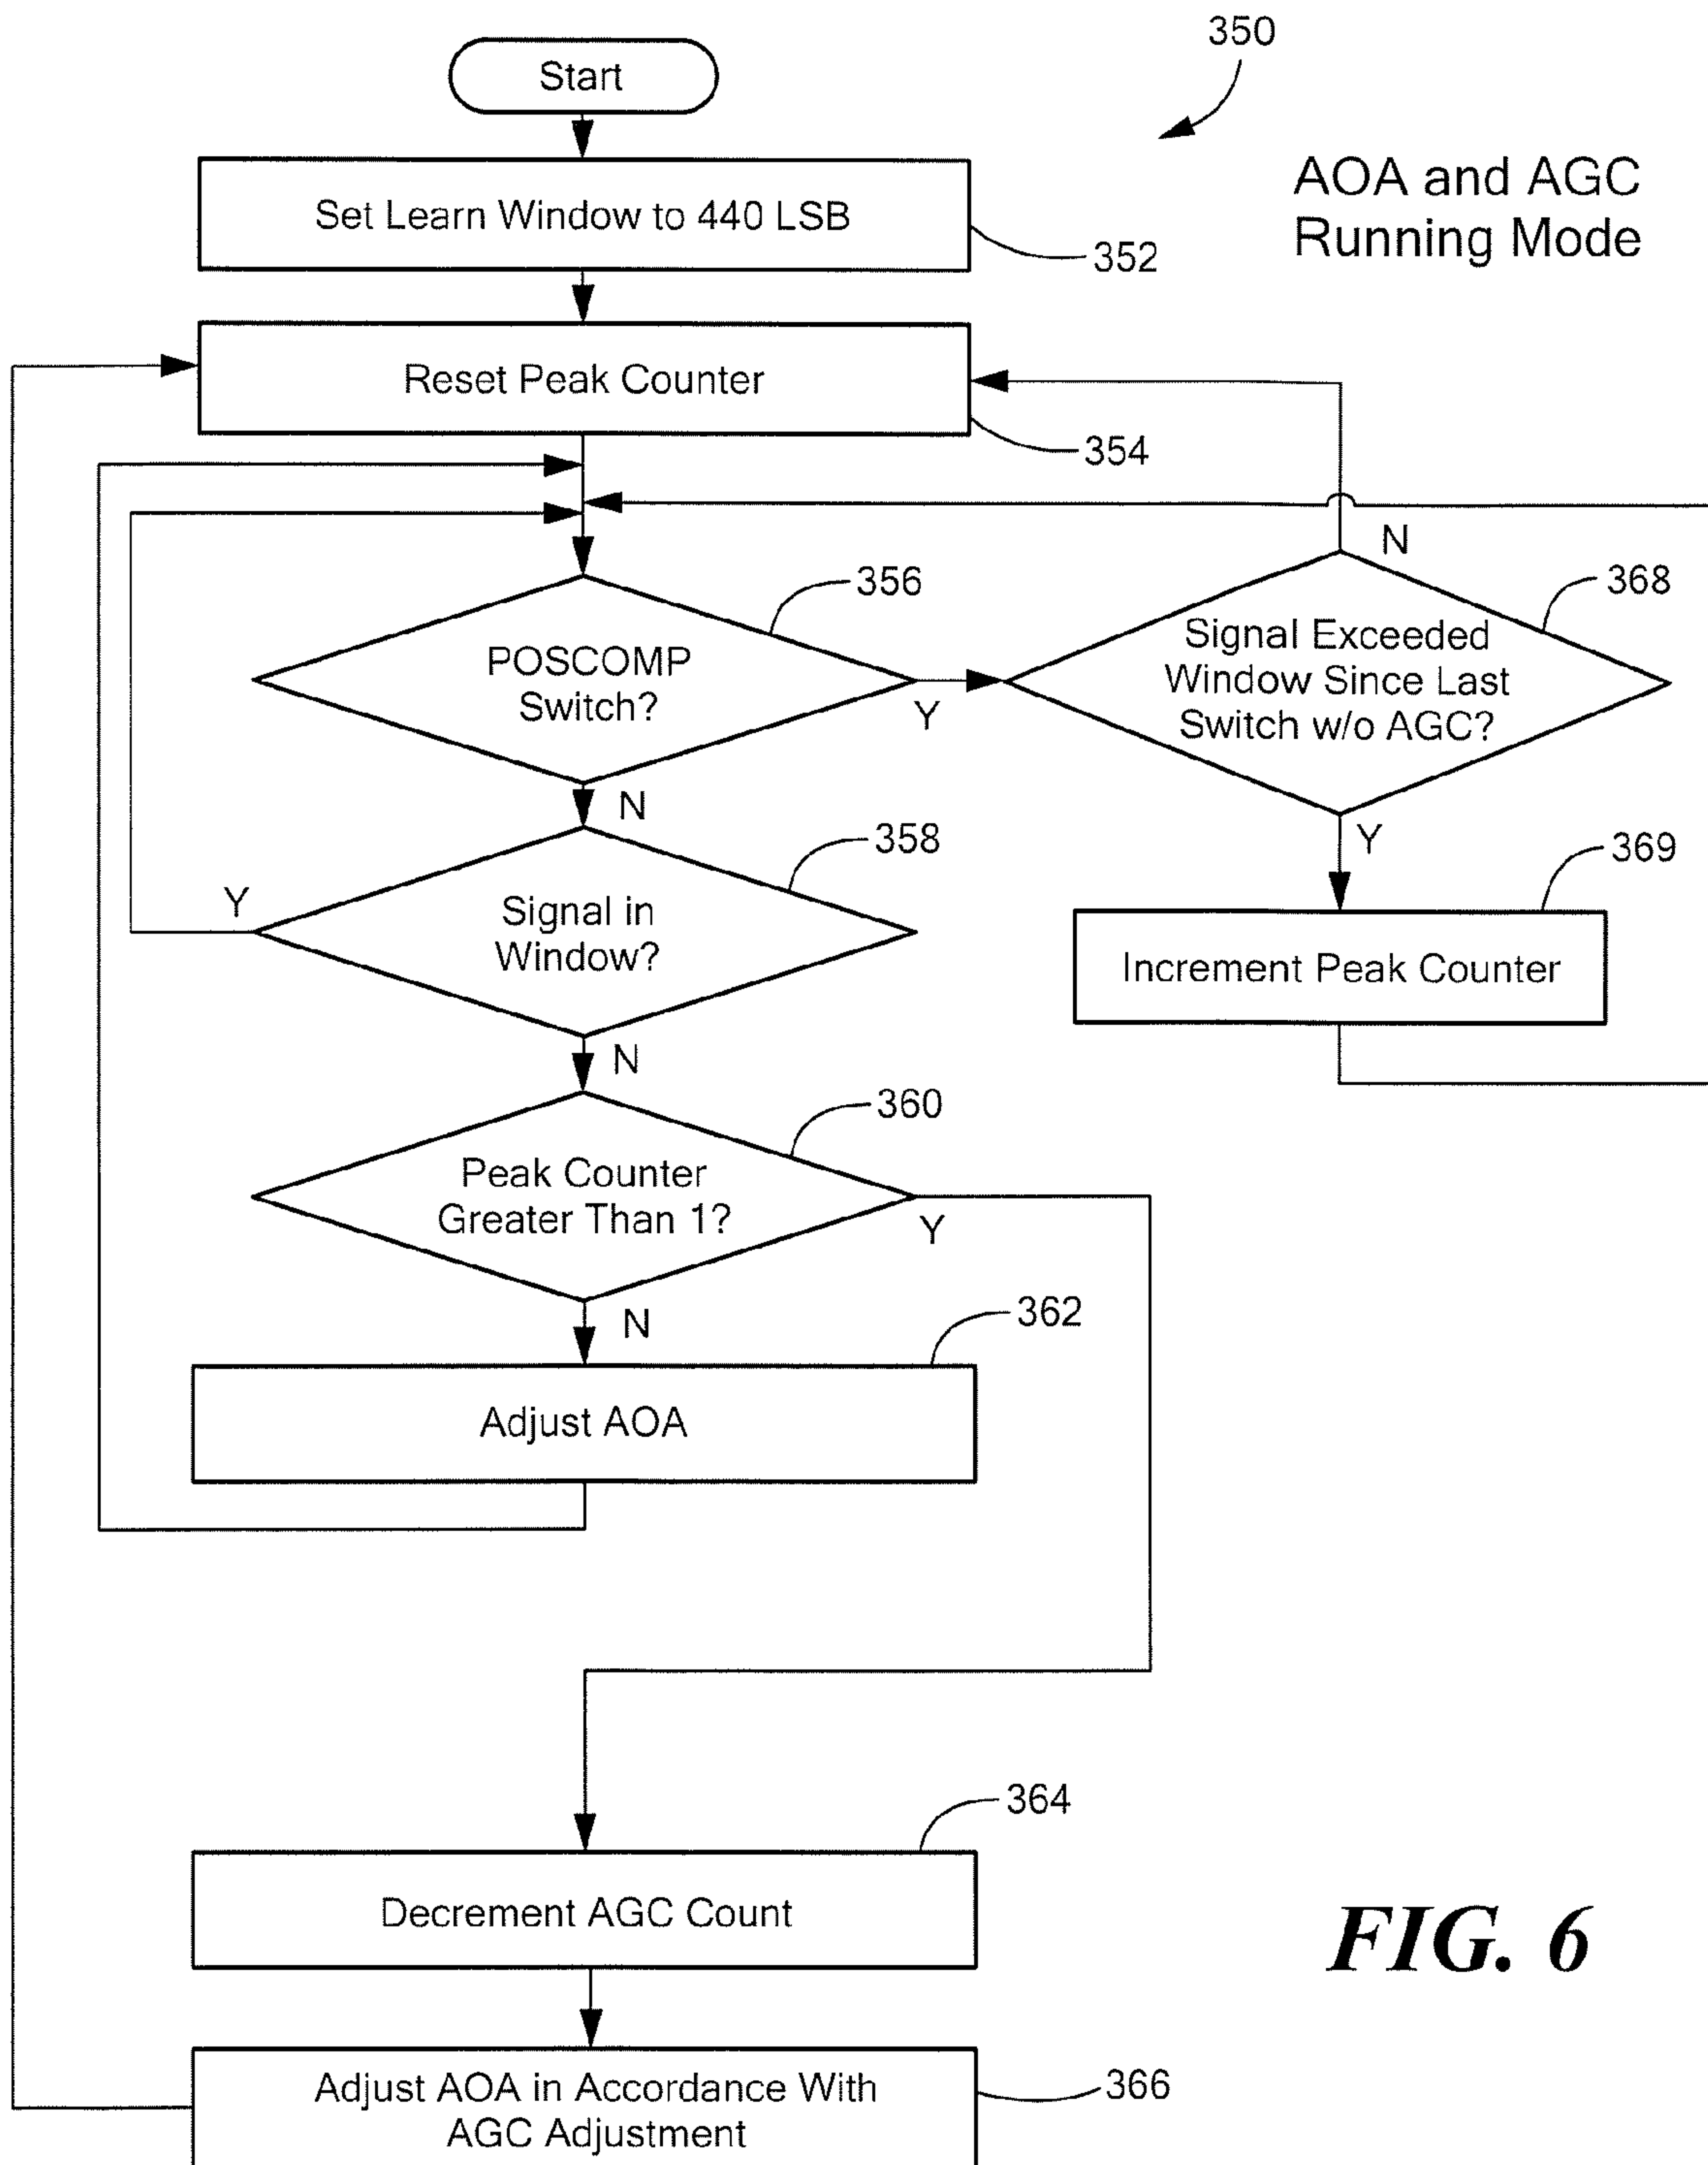 350
Start
AOA and AGC
Running Mode
Set Learn Window to 440 LSB
352
Reset Peak Counter
354
N
356
368
POSCOMP
Switch?
Y
Signal Exceeded
Window Since Last
Switch w/o AGC?
N
Y
358
369
Y
Signal in
Window?
Increment Peak Counter
N
360
Peak Counter
Greater Than 1?
Y
N
362
Adjust AOA
364
Decrement AGC Count
FIG. 6
Adjust AOA in Accordance With
AGC Adjustment
366